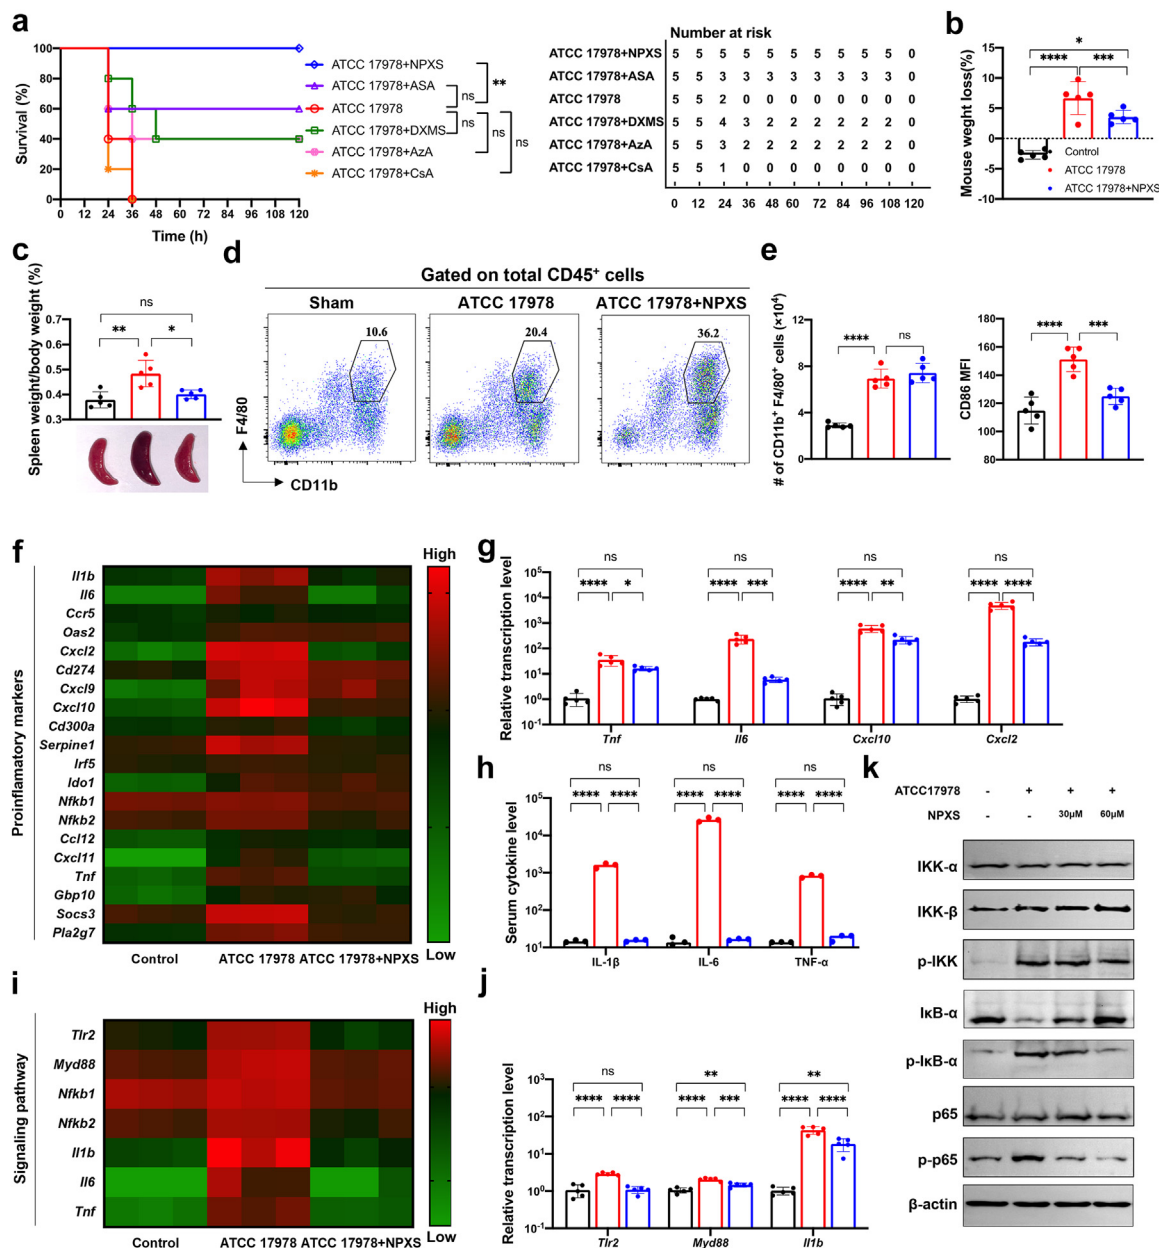 a
Survival (%)
100
80
60
40
20
0
0 12 24 36 48 60 72 84 96 108 120
Time (h)
ATCC 17978+NPXS
ATCC 17978+ASA
ATCC 17978
ATCC 17978+DXMS
ATCC 17978+AzA
ATCC 17978+CsA
**
ns
ns
ns
ns
Number at risk
ATCC 17978+NPXS 5 5 5 5 5 5 5 5 5 5 0
ATCC 17978+ASA 5 5 3 3 3 3 3 3 3 3 0
ATCC 17978 5 5 2 0 0 0 0 0 0 0 0
ATCC 17978+DXMS 5 5 4 3 2 2 2 2 2 2 0
ATCC 17978+AzA 5 5 3 2 2 2 2 2 2 2 0
ATCC 17978+CsA 5 5 1 0 0 0 0 0 0 0 0
0 12 24 36 48 60 72 84 96 108 120
b
Mouse weght loss(%)
15
10
5
0
-5
-10
*
**** ***
Control
ATCC 17978
ATCC 17978+NPXS
c
Spleen weight/body weight (%)
0.7
0.6
0.5
0.4
0.3
ns
** *
d
Gated on total CD45⁺ cells
Sham ATCC 17978 ATCC 17978+NPXS
10.6 20.4 36.2
F4/80
CD11b
e
# of CD11b⁺ F4/80⁺ cells (×10⁴)
12
9
6
3
0
**** ns
CD86 MFI
180
160
140
120
100
80
**** ***
f
Proinflamatory markers
Il1b
Il6
Ccr5
Oas2
Cxcl2
Cd274
Cxcl9
Cxcl10
Cd300a
Serpine1
Irf5
Ido1
Nfkb1
Nfkb2
Ccl12
Cxcl11
Tnf
Gbp10
Socs3
Pla2g7
Control ATCC 17978 ATCC 17978+NPXS
High
Low
g
Relative transcription level
10⁵
10⁴
10³
10²
10¹
10⁰
10⁻¹
ns ns ns ns
**** * **** *** **** ** **** ****
Tnf Il6 Cxcl10 Cxcl2
h
Serum cytokine level
10⁵
10⁴
10³
10²
10¹
ns ns ns
**** **** **** **** **** ****
IL-1β IL-6 TNF-α
i
Signaling pathway
Tlr2
Myd88
Nfkb1
Nfkb2
Il1b
Il6
Tnf
Control ATCC 17978 ATCC 17978+NPXS
High
Low
j
Relative transcription level
10³
10²
10¹
10⁰
10⁻¹
ns ** **
**** **** **** *** **** ****
Tlr2 Myd88 Il1b
k
ATCC17978 - + + +
NPXS - - 30μM 60μM
IKK-α
IKK-β
p-IKK
IκB-α
p-IκB-α
p65
p-p65
β-actin